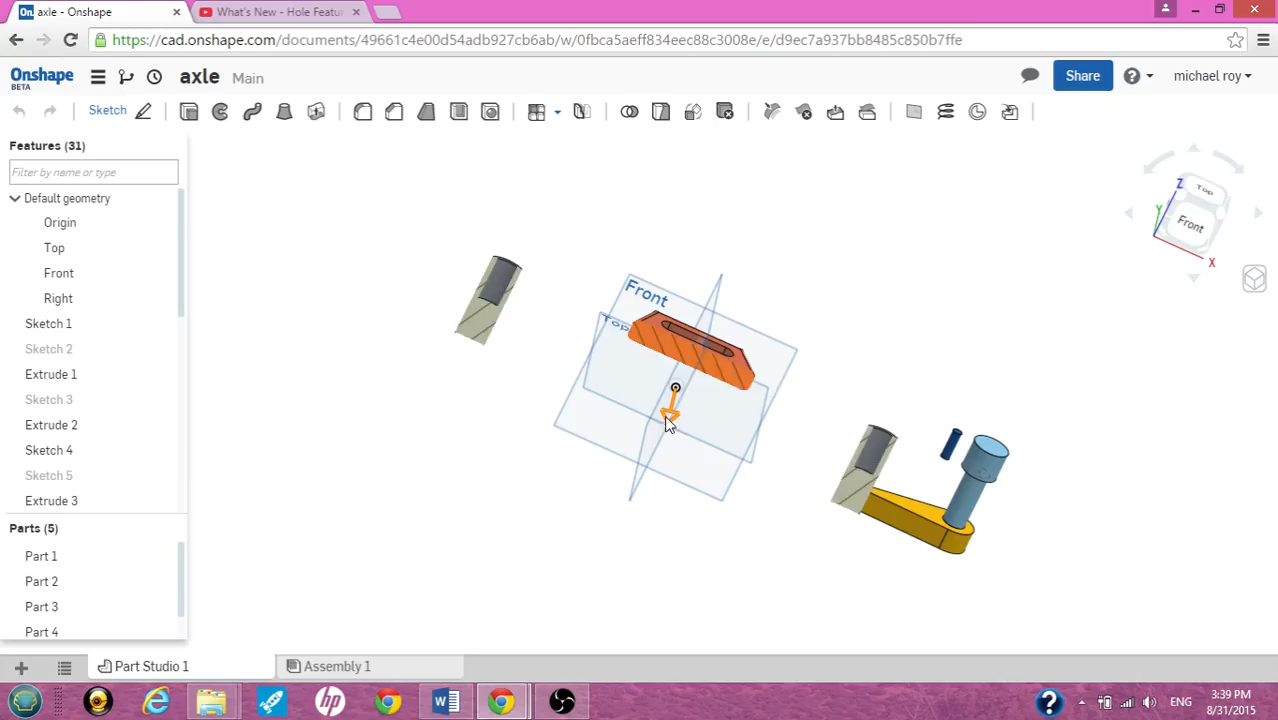 On. axle - Onshape
What's New - Hole Featur
https://cad.onshape.com/documents/49661c4e00d54adb927cb6ab/w/0fbca5aeff834eec88c3008e/e/d9ec7a937bb8485c850b7ffe
Onshape
BETA
axle Main
Share
? michael roy
Sketch
Features (31)
Filter by name or type
Default geometry
Origin
Top
Front
Right
Sketch 1
Sketch 2
Extrude 1
Sketch 3
Extrude 2
Sketch 4
Sketch 5
Extrude 3
Parts (5)
Part 1
Part 2
Part 3
Part 4
Front
Top
Z
Top
Y
Front
X
Part Studio 1
Assembly 1
hp
W
?
ENG
3:39 PM
8/31/2015